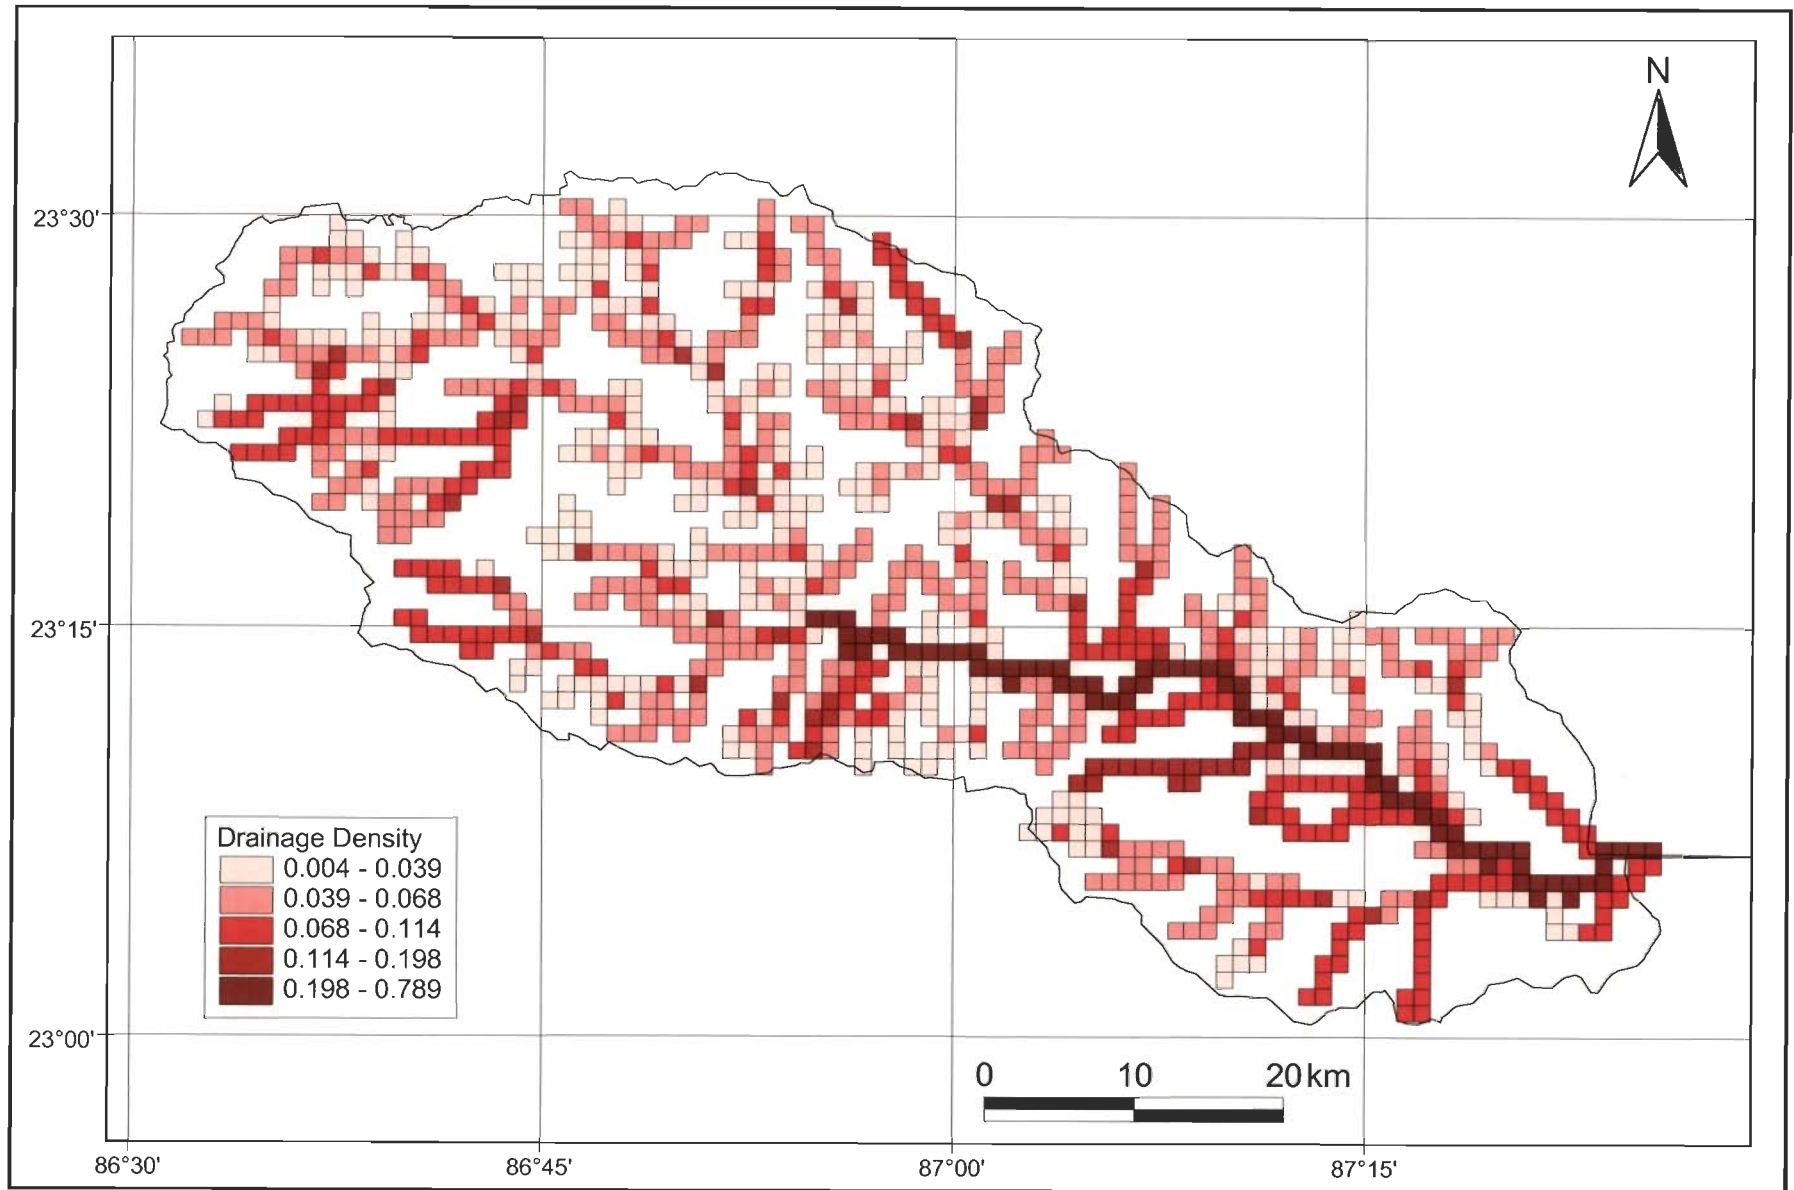 N
23°30'
23°15'
Drainage Density
0.004 - 0.039
0.039 - 0.068
0.068 - 0.114
0.114 - 0.198
0.198 - 0.789
23°00'
0 10 20 km
86°30' 86°45' 87°00' 87°15'